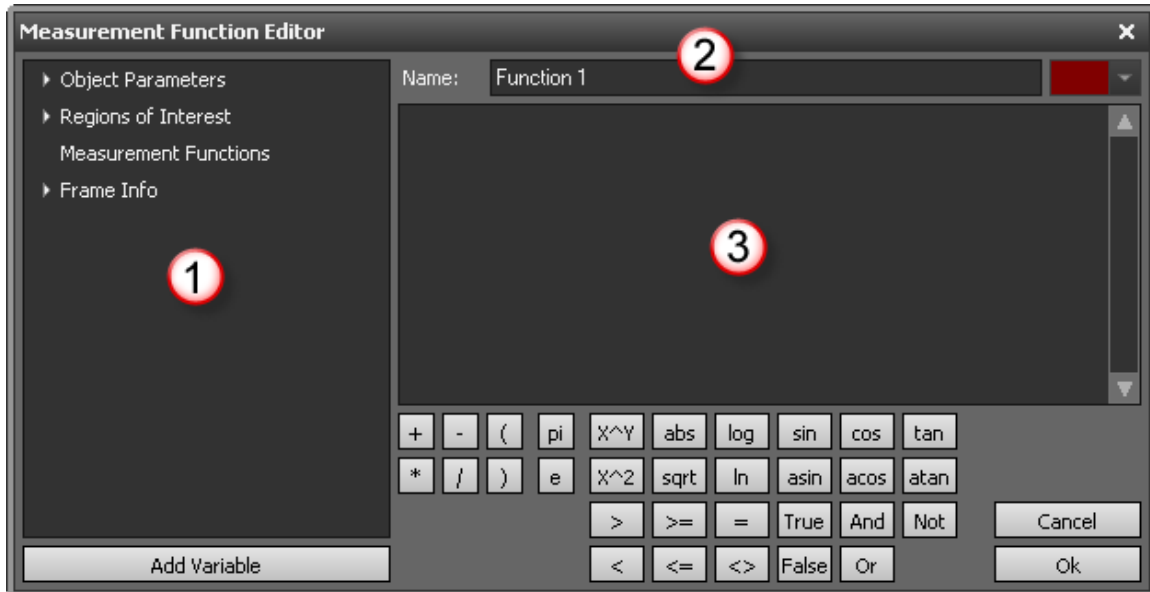 Measurement Function Editor
Object Parameters
Regions of Interest
Measurement Functions
Frame Info
1
Add Variable
Name: Function 1
2
3
+ - ( pi X^Y abs log sin cos tan
* / ) e X^2 sqrt ln asin acos atan
> >= = True And Not Cancel
< <= <> False Or Ok